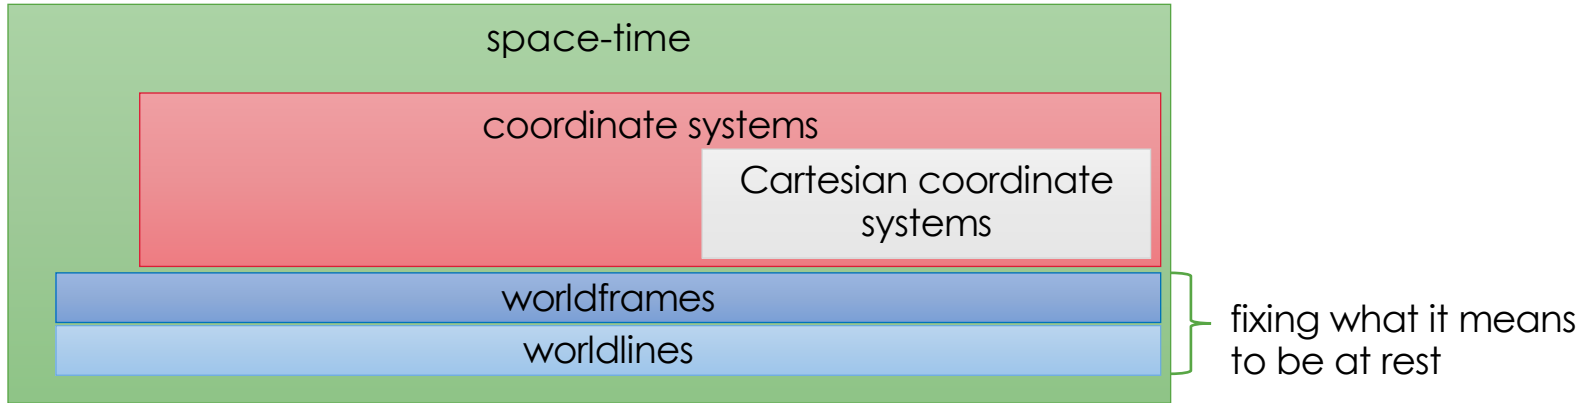 space-time
coordinate systems
Cartesian coordinate
systems
worldframes
worldlines
fixing what it means
to be at rest